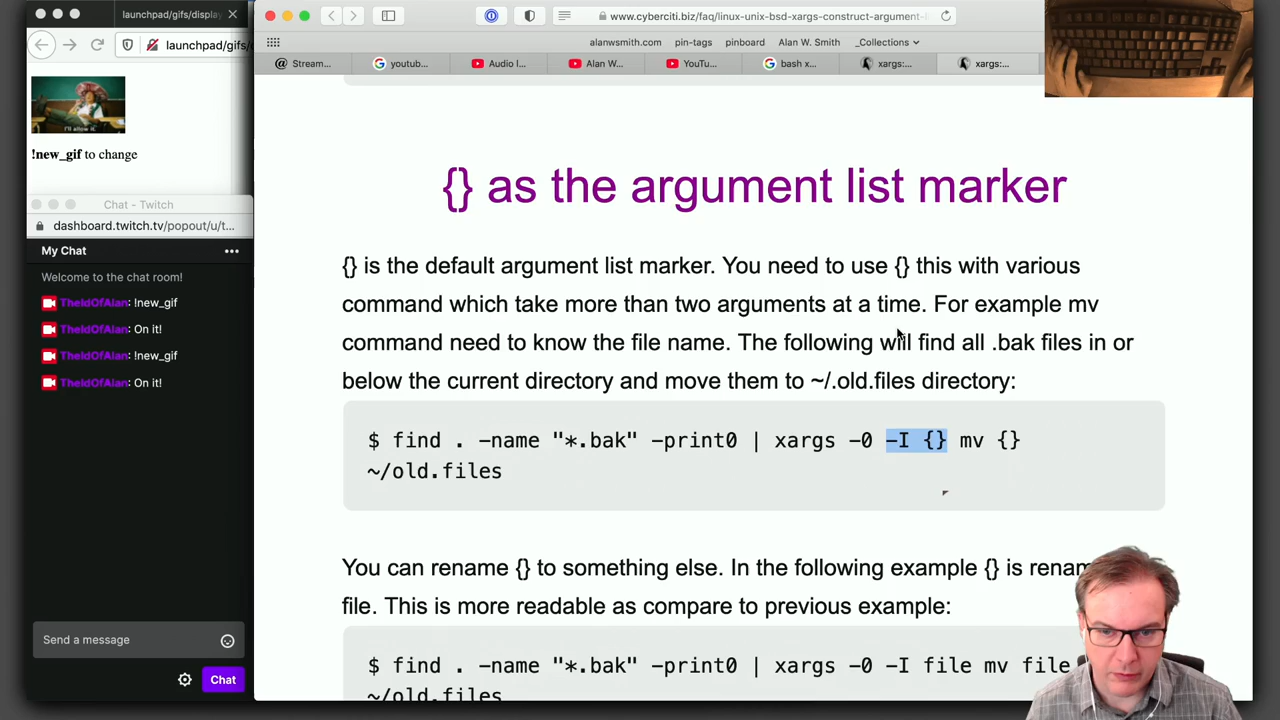 launchpad/gifs/display
launchpad/gifs/
I'll allow it.
!new_gif to change
Chat - Twitch
dashboard.twitch.tv/popout/u/t...
My Chat
Welcome to the chat room!
TheIdOfAlan: !new_gif
TheIdOfAlan: On it!
TheIdOfAlan: !new_gif
TheIdOfAlan: On it!
Send a message
Chat
www.cyberciti.biz/faq/linux-unix-bsd-xargs-construct-argument-li
alanwsmith.com pin-tags pinboard Alan W. Smith _Collections
Stream... youtub... Audio I... Alan W... YouTu... bash x... xargs:... xargs:...
{} as the argument list marker
{} is the default argument list marker. You need to use {} this with various
command which take more than two arguments at a time. For example mv
command need to know the file name. The following will find all .bak files in or
below the current directory and move them to ~/.old.files directory:
$ find . -name "*.bak" -print0 | xargs -0 -I {} mv {}
~/old.files
You can rename {} to something else. In the following example {} is renam
file. This is more readable as compare to previous example:
$ find . -name "*.bak" -print0 | xargs -0 -I file mv file
~/old.files